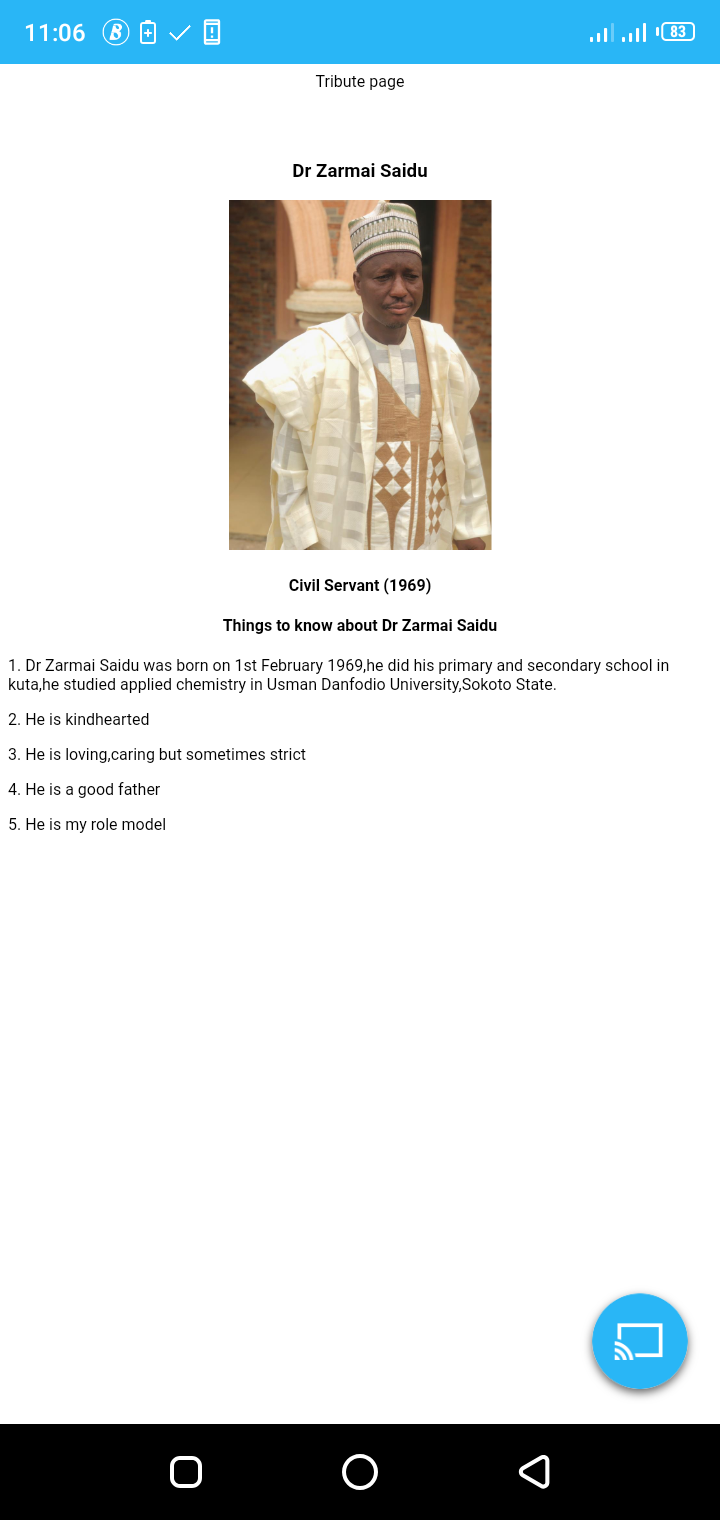 11:06
83
Tribute page
Dr Zarmai Saidu
Civil Servant (1969)
Things to know about Dr Zarmai Saidu
1. Dr Zarmai Saidu was born on 1st February 1969,he did his primary and secondary school in
kuta,he studied applied chemistry in Usman Danfodio University,Sokoto State.
2. He is kindhearted
3. He is loving,caring but sometimes strict
4. He is a good father
5. He is my role model